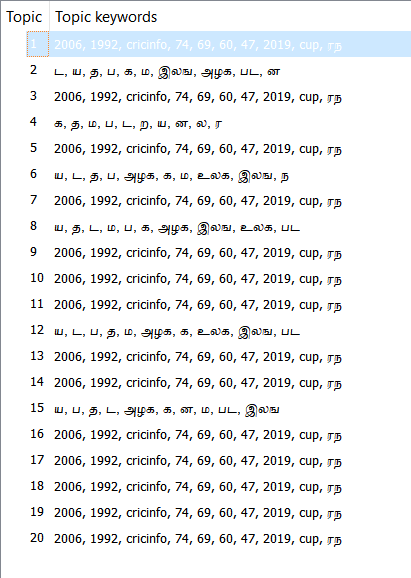 Topic Topic keywords
1 2006, 1992, cricinfo, 74, 69, 60, 47, 2019, cup, ரந
2 ட, ய, த, ப, க, ம, இலங, அழக, பட, ன
3 2006, 1992, cricinfo, 74, 69, 60, 47, 2019, cup, ரந
4 க, த, ம, ப, ட, ற, ய, ன, ல, ர
5 2006, 1992, cricinfo, 74, 69, 60, 47, 2019, cup, ரந
6 ய, ட, த, ப, அழக, க, ம, உலக, இலங, ந
7 2006, 1992, cricinfo, 74, 69, 60, 47, 2019, cup, ரந
8 ய, த, ட, ம, ப, க, அழக, இலங, உலக, பட
9 2006, 1992, cricinfo, 74, 69, 60, 47, 2019, cup, ரந
10 2006, 1992, cricinfo, 74, 69, 60, 47, 2019, cup, ரந
11 2006, 1992, cricinfo, 74, 69, 60, 47, 2019, cup, ரந
12 ய, ட, ப, த, ம, அழக, க, உலக, இலங, பட
13 2006, 1992, cricinfo, 74, 69, 60, 47, 2019, cup, ரந
14 2006, 1992, cricinfo, 74, 69, 60, 47, 2019, cup, ரந
15 ய, ப, த, ட, அழக, க, ன, ம, பட, இலங
16 2006, 1992, cricinfo, 74, 69, 60, 47, 2019, cup, ரந
17 2006, 1992, cricinfo, 74, 69, 60, 47, 2019, cup, ரந
18 2006, 1992, cricinfo, 74, 69, 60, 47, 2019, cup, ரந
19 2006, 1992, cricinfo, 74, 69, 60, 47, 2019, cup, ரந
20 2006, 1992, cricinfo, 74, 69, 60, 47, 2019, cup, ரந